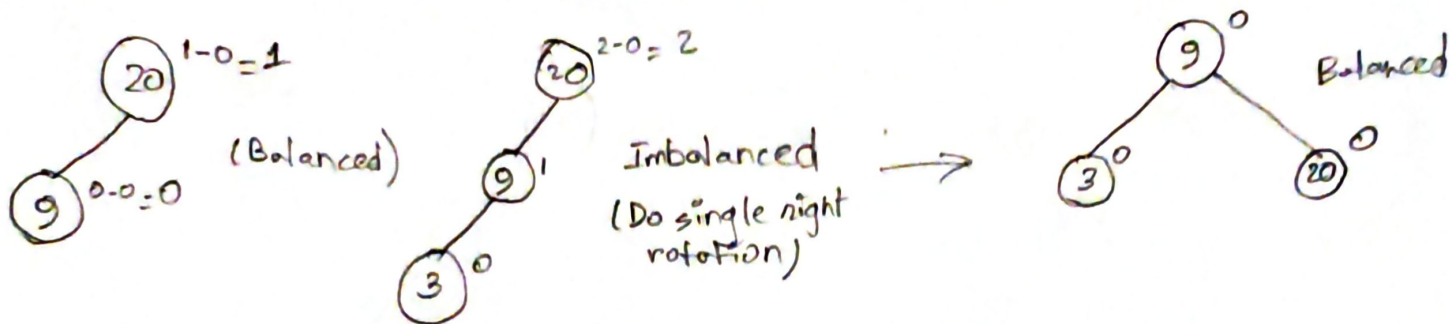 20 1-0=1
9 0-0=0
(Balanced)
20 2-0=2
9 1
3 0
Imbalanced
(Do single right
rotation)
9 0
3 0
20 0
Balanced